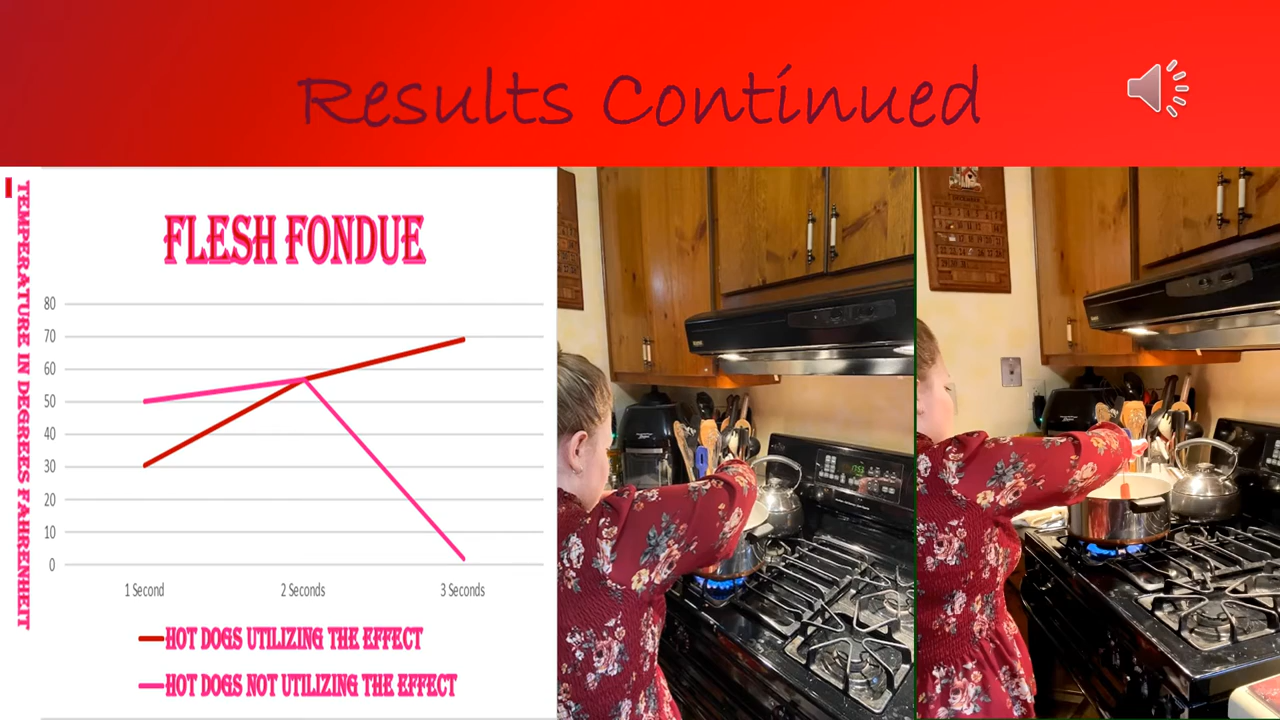 Results Continued
TEMPERATURE IN DEGREES FAHRENHEIT
FLESH FONDUE
80
70
60
50
40
30
20
10
0
1 Second 2 Seconds 3 Seconds
HOT DOGS UTILIZING THE EFFECT
HOT DOGS NOT UTILIZING THE EFFECT